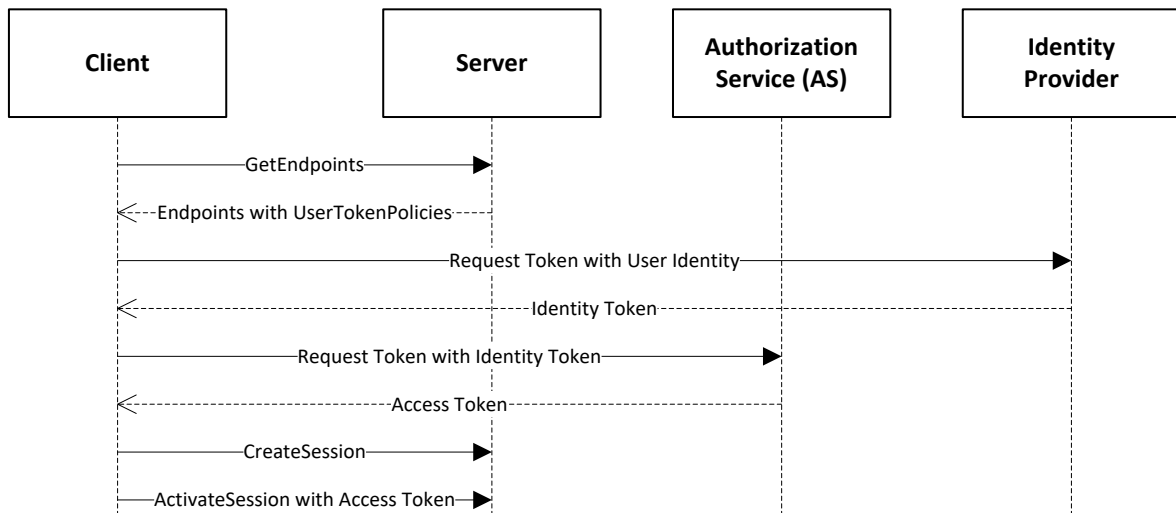 Client
Server
Authorization
Service (AS)
Identity
Provider
GetEndpoints
Endpoints with UserTokenPolicies
Request Token with User Identity
Identity Token
Request Token with Identity Token
Access Token
CreateSession
ActivateSession with Access Token